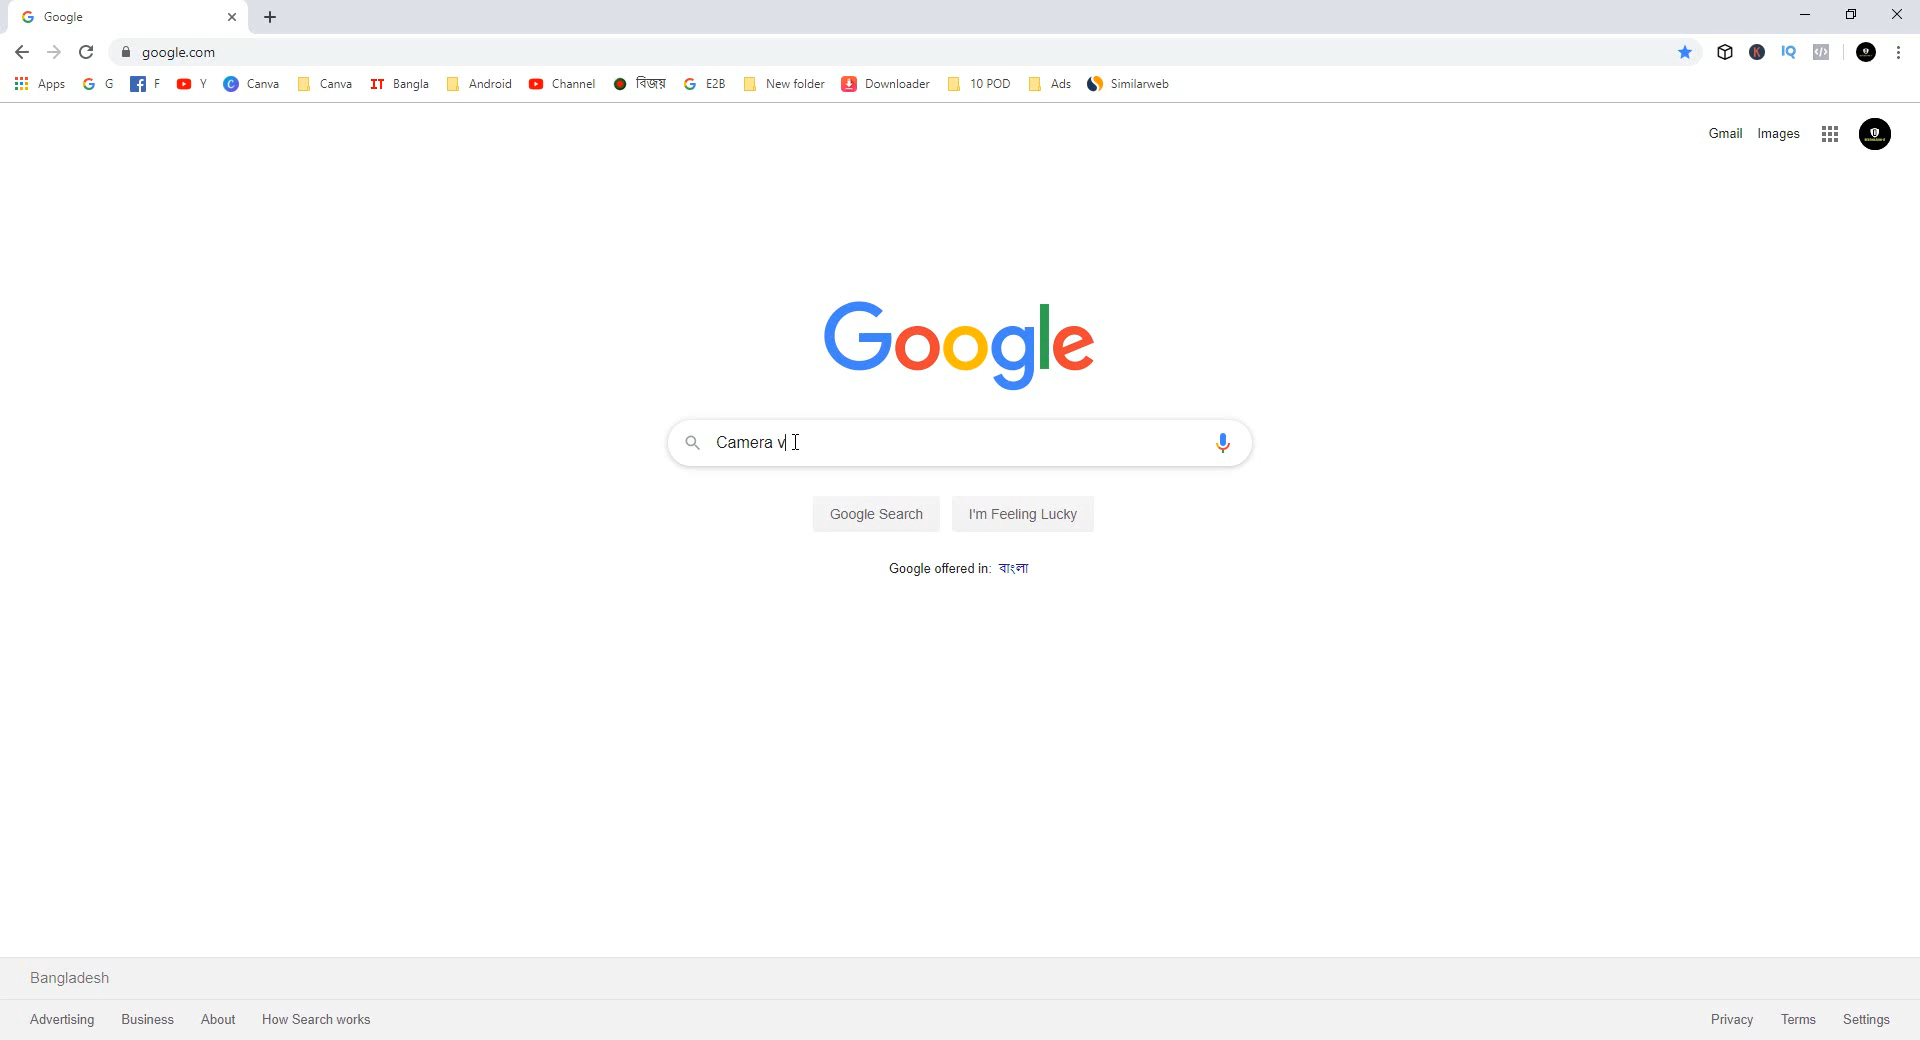 Google
google.com
Apps G F Y Canva Canva IT Bangla Android Channel বিজয় E2B New folder Downloader 10 POD Ads Similarweb
Gmail Images
Google
Camera v
Google Search I'm Feeling Lucky
Google offered in: বাংলা
Bangladesh
Advertising Business About How Search works Privacy Terms Settings